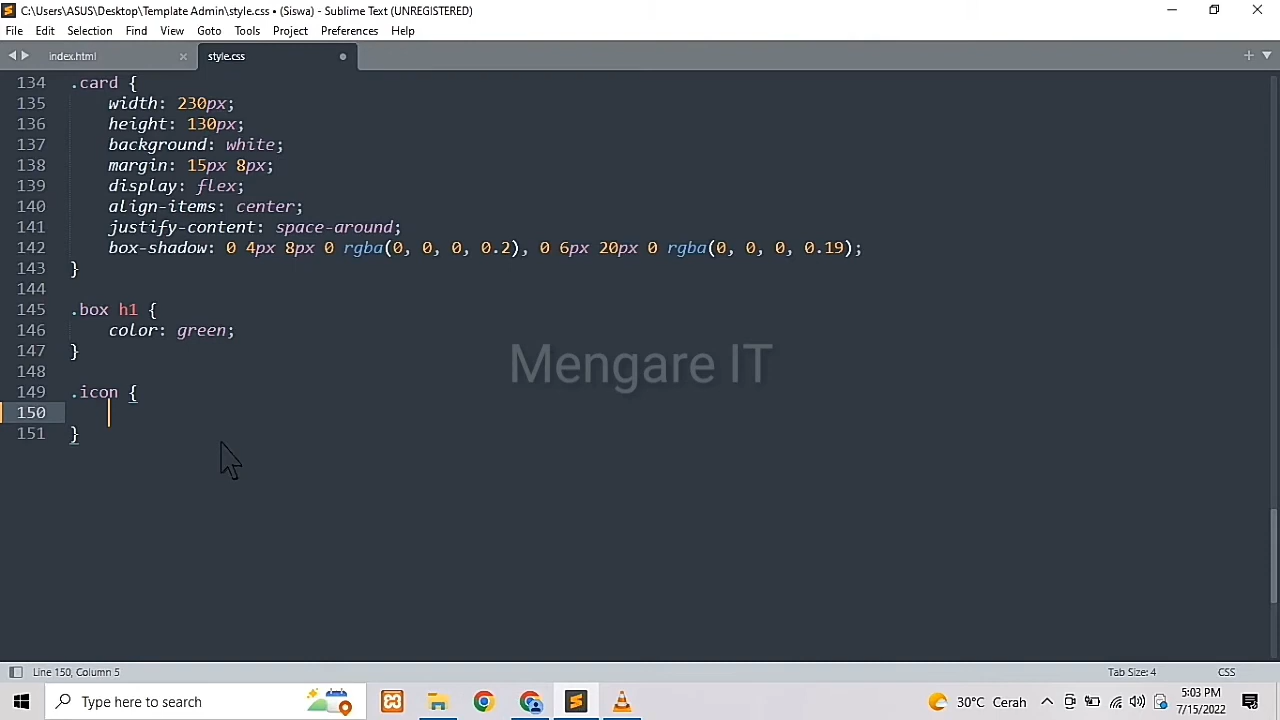 C:\Users\ASUS\Desktop\Template Admin\style.css • (Siswa) - Sublime Text (UNREGISTERED)
File Edit Selection Find View Goto Tools Project Preferences Help
index.html style.css
134 .card {
135 width: 230px;
136 height: 130px;
137 background: white;
138 margin: 15px 8px;
139 display: flex;
140 align-items: center;
141 justify-content: space-around;
142 box-shadow: 0 4px 8px 0 rgba(0, 0, 0, 0.2), 0 6px 20px 0 rgba(0, 0, 0, 0.19);
143 }
144
145 .box h1 {
146 color: green;
147 }
148
149 .icon {
150
151 }
Mengare IT
Line 150, Column 5 Tab Size: 4 CSS
Type here to search 30°C Cerah 5:03 PM
7/15/2022